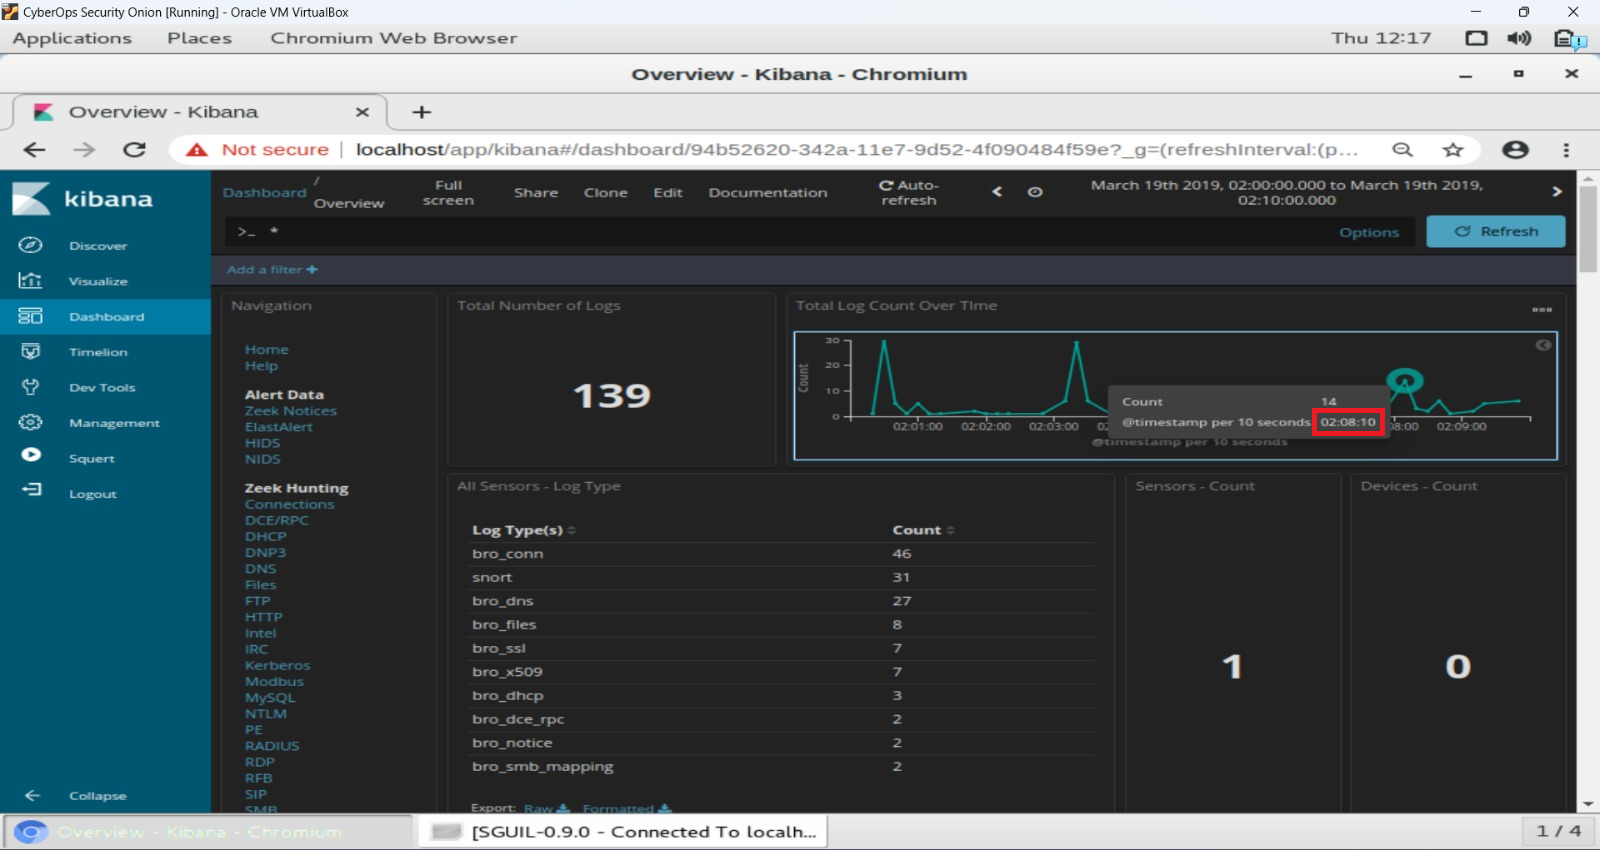 CyberOps Security Onion [Running] - Oracle VM VirtualBox
Applications Places Chromium Web Browser Thu 12:17
Overview - Kibana - Chromium
Overview - Kibana
Not secure localhost/app/kibana#/dashboard/94b52620-342a-11e7-9d52-4f090484f59e?_g=(refreshInterval:(p...
kibana
Discover
Visualize
Dashboard
Timelion
Dev Tools
Management
Squert
Logout
Collapse
Dashboard / Overview
Full screen
Share Clone Edit Documentation
Auto-refresh
March 19th 2019, 02:00:00.000 to March 19th 2019,
02:10:00.000
>_ *
Options
Refresh
Add a filter +
Navigation
Home
Help
Alert Data
Zeek Notices
ElastAlert
HIDS
NIDS
Zeek Hunting
Connections
DCE/RPC
DHCP
DNP3
DNS
Files
FTP
HTTP
Intel
IRC
Kerberos
Modbus
MySQL
NTLM
PE
RADIUS
RDP
RFB
SIP
SMB
Total Number of Logs
139
Total Log Count Over TIme
Count
30
20
10
0
02:01:00 02:02:00 02:03:00 02 8:00 02:09:00
@timestamp per 10 seconds
Count 14
@timestamp per 10 seconds 02:08:10
All Sensors - Log Type
Log Type(s) Count
bro_conn 46
snort 31
bro_dns 27
bro_files 8
bro_ssl 7
bro_x509 7
bro_dhcp 3
bro_dce_rpc 2
bro_notice 2
bro_smb_mapping 2
Export: Raw Formatted
Sensors - Count
1
Devices - Count
0
Overview - Kibana - Chromium
[SGUIL-0.9.0 - Connected To localh...
1 / 4